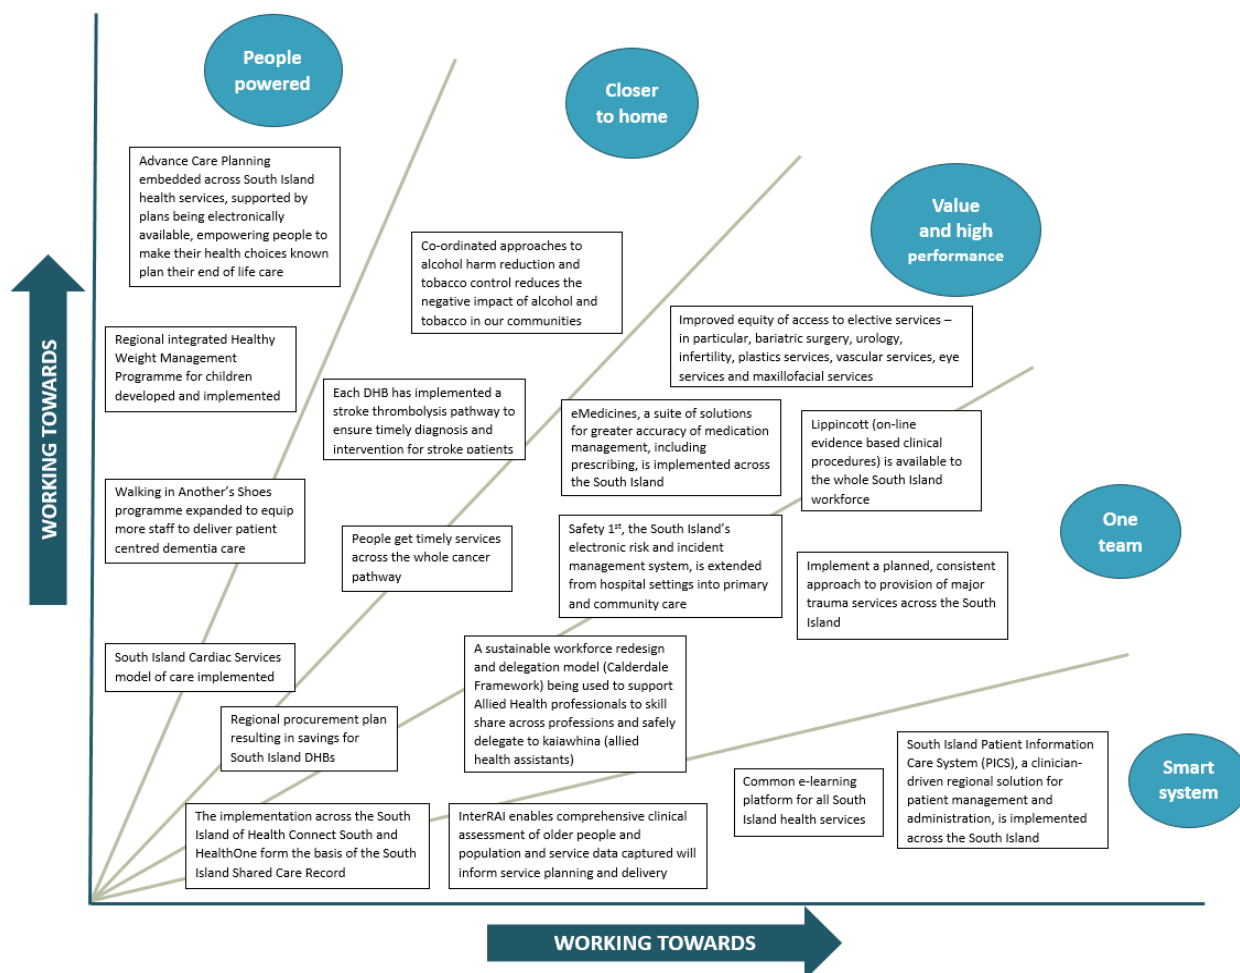 People
powered
Closer
to home
Value
and high
performance
One
team
Smart
system
WORKING TOWARDS
Advance Care Planning
embedded across South Island
health services, supported by
plans being electronically
available, empowering people to
make their health choices known
plan their end of life care
Co-ordinated approaches to
alcohol harm reduction and
tobacco control reduces the
negative impact of alcohol and
tobacco in our communities
Improved equity of access to elective services –
in particular, bariatric surgery, urology,
infertility, plastics services, vascular services, eye
services and maxillofacial services
Regional integrated Healthy
Weight Management
Programme for children
developed and implemented
Each DHB has implemented a
stroke thrombolysis pathway to
ensure timely diagnosis and
intervention for stroke patients
eMedicines, a suite of solutions
for greater accuracy of medication
management, including
prescribing, is implemented across
the South Island
Lippincott (on-line
evidence based clinical
procedures) is available to
the whole South Island
workforce
Walking in Another's Shoes
programme expanded to equip
more staff to deliver patient
centred dementia care
People get timely services
across the whole cancer
pathway
Safety 1st, the South Island's
electronic risk and incident
management system, is extended
from hospital settings into primary
and community care
Implement a planned, consistent
approach to provision of major
trauma services across the South
Island
South Island Cardiac Services
model of care implemented
A sustainable workforce redesign
and delegation model (Calderdale
Framework) being used to support
Allied Health professionals to skill
share across professions and safely
delegate to kaiawhina (allied
health assistants)
Regional procurement plan
resulting in savings for
South Island DHBs
South Island Patient Information
Care System (PICS), a clinician-
driven regional solution for
patient management and
administration, is implemented
across the South Island
Common e-learning
platform for all South
Island health services
The implementation across the South
Island of Health Connect South and
HealthOne form the basis of the South
Island Shared Care Record
InterRAI enables comprehensive clinical
assessment of older people and
population and service data captured will
inform service planning and delivery
WORKING TOWARDS